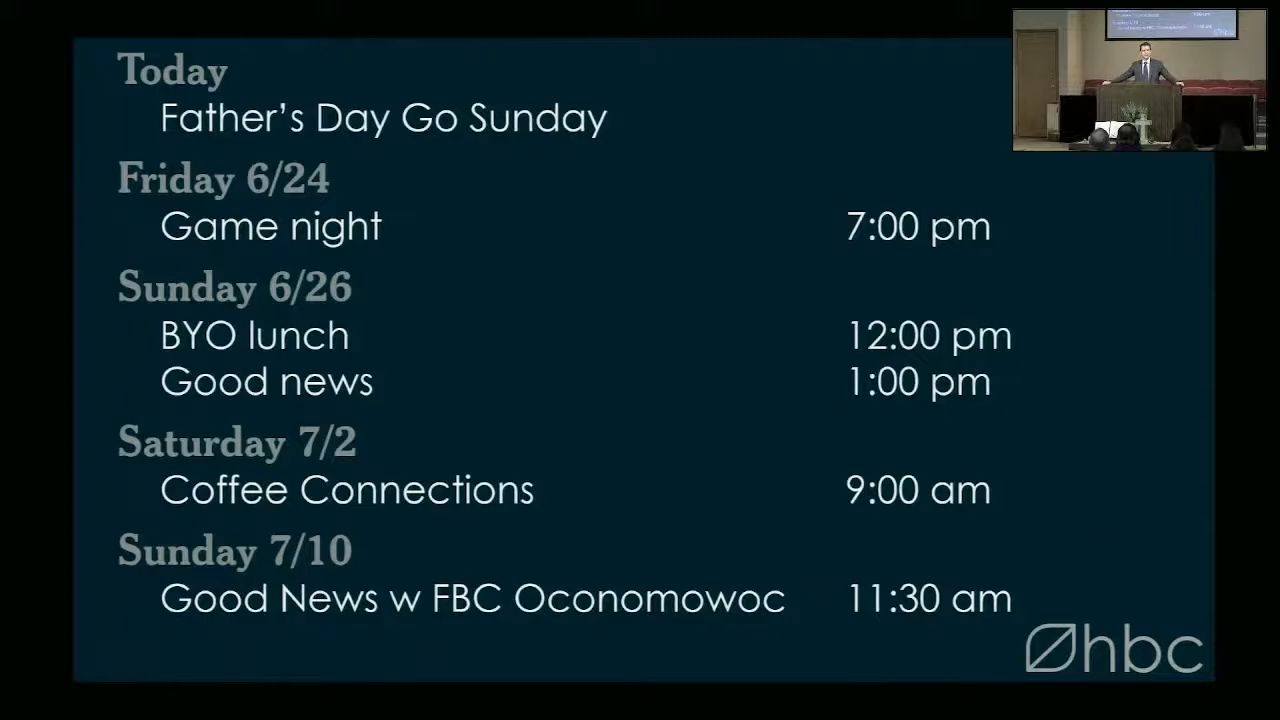 Today
Father's Day Go Sunday
Friday 6/24
Game night 7:00 pm
Sunday 6/26
BYO lunch 12:00 pm
Good news 1:00 pm
Saturday 7/2
Coffee Connections 9:00 am
Sunday 7/10
Good News w FBC Oconomowoc 11:30 am
hbc